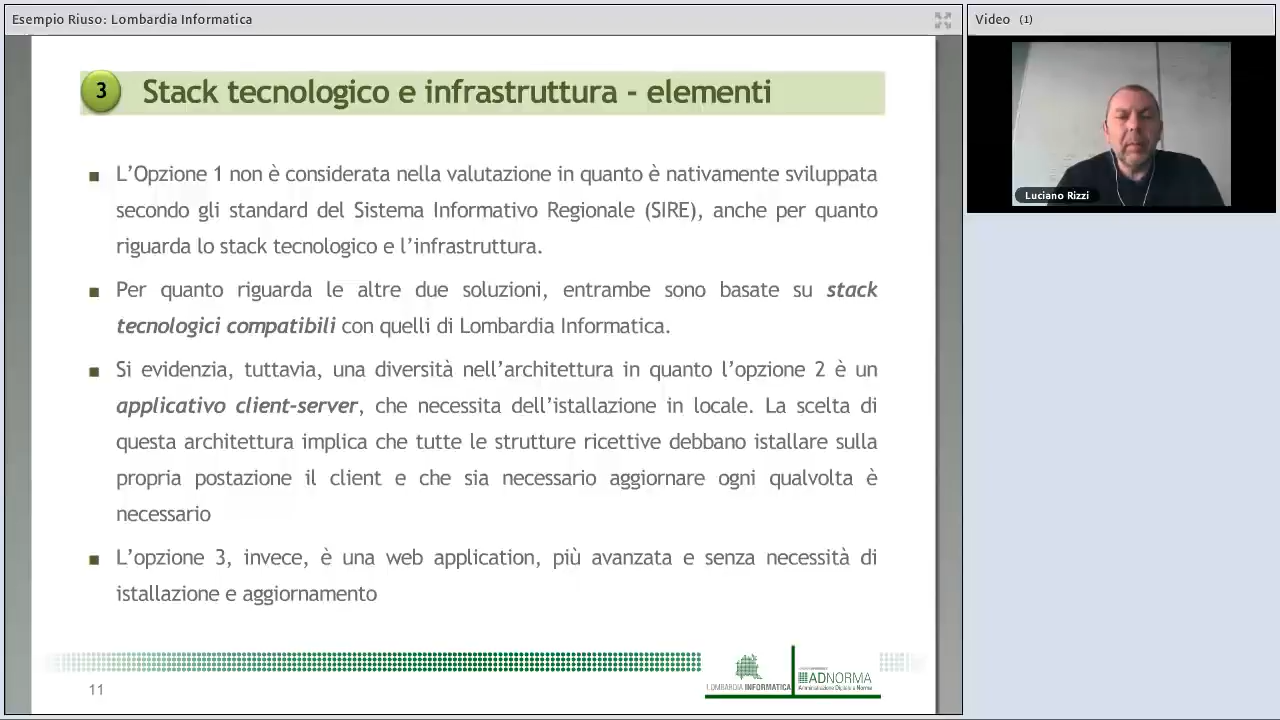 Esempio Riuso: Lombardia Informatica
Video (1)
Luciano Rizzi
3 Stack tecnologico e infrastruttura - elementi
■ L’Opzione 1 non è considerata nella valutazione in quanto è nativamente sviluppata
secondo gli standard del Sistema Informativo Regionale (SIRE), anche per quanto
riguarda lo stack tecnologico e l’infrastruttura.
■ Per quanto riguarda le altre due soluzioni, entrambe sono basate su stack
tecnologici compatibili con quelli di Lombardia Informatica.
■ Si evidenzia, tuttavia, una diversità nell’architettura in quanto l’opzione 2 è un
applicativo client-server, che necessita dell’istallazione in locale. La scelta di
questa architettura implica che tutte le strutture ricettive debbano istallare sulla
propria postazione il client e che sia necessario aggiornare ogni qualvolta è
necessario
■ L’opzione 3, invece, è una web application, più avanzata e senza necessità di
istallazione e aggiornamento
11
LOMBARDIA INFORMATICA
ADNORMA
Amministrazione Digitale a Norma